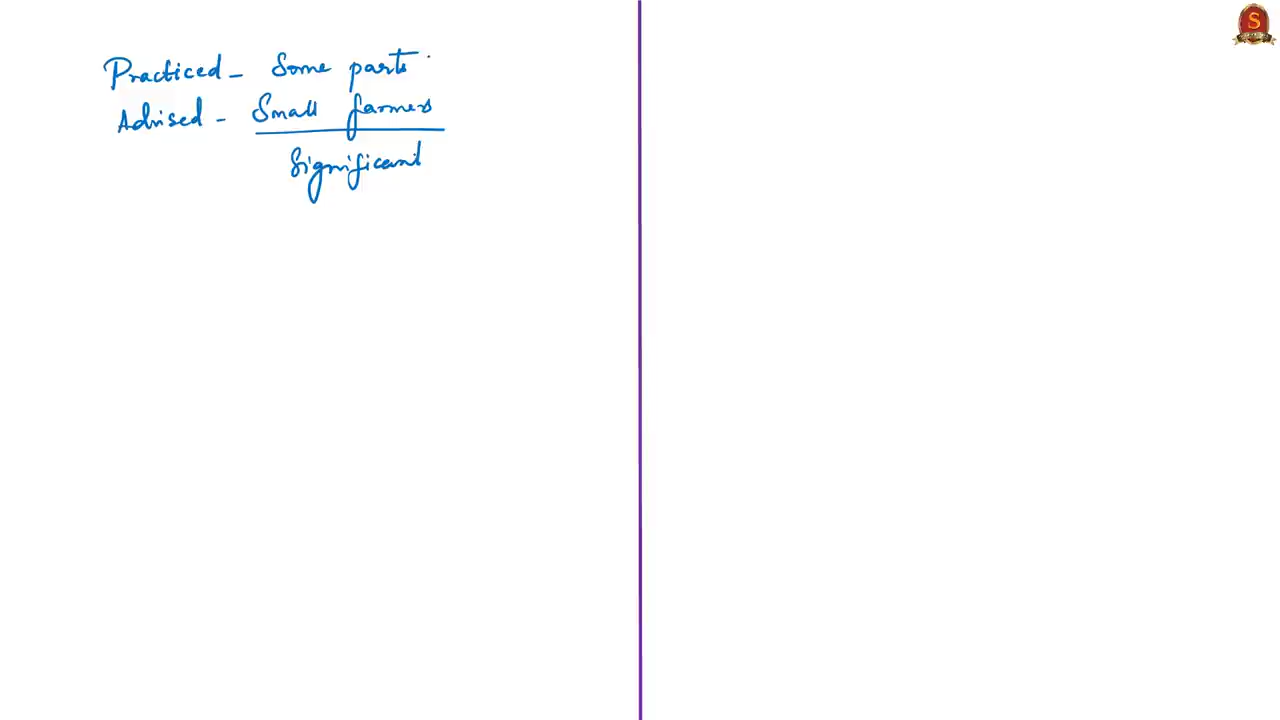 Practiced - Some parts
Advised - Small farmers
Significant
S